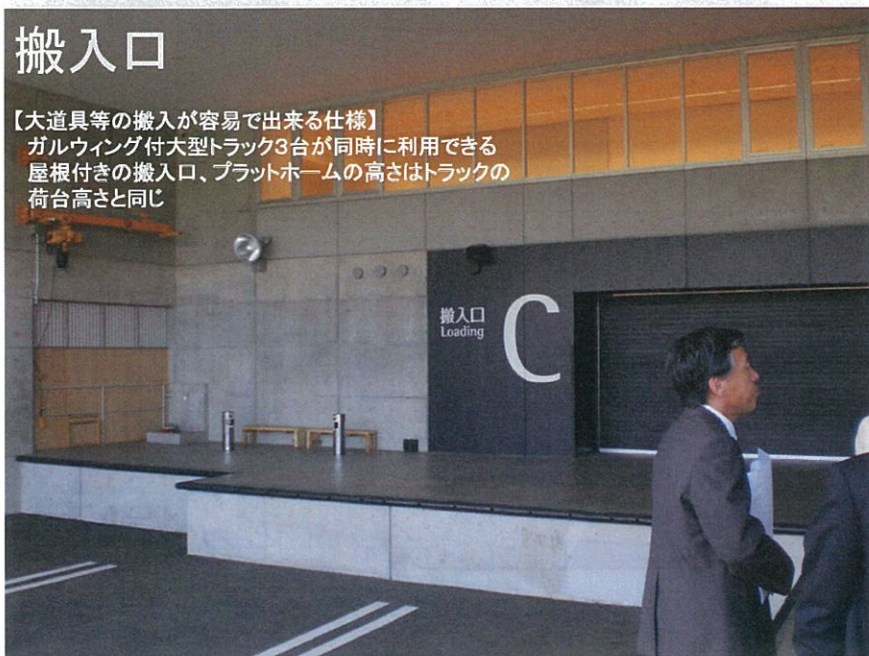 搬入口
【大道具等の搬入が容易で出来る仕様】
ガルウィング付大型トラック3台が同時に利用できる
屋根付きの搬入口、プラットホームの高さはトラックの
荷台高さと同じ
搬入口
Loading
C